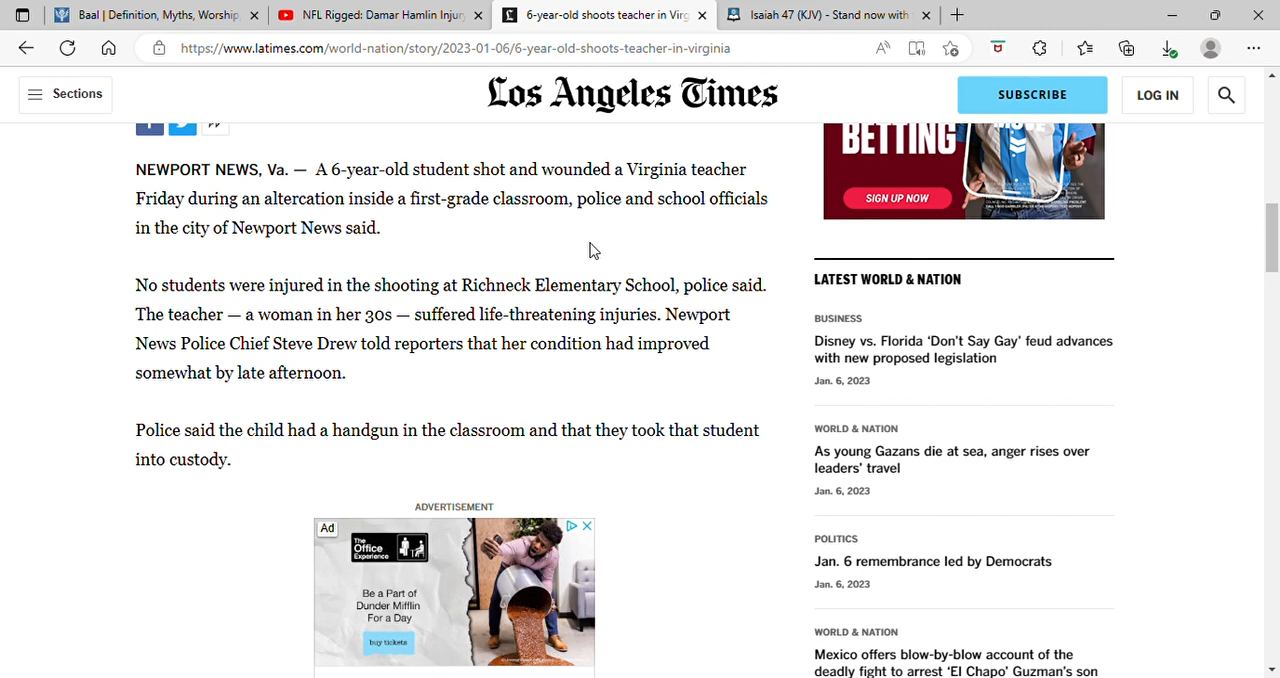 Baal | Definition, Myths, Worship,
NFL Rigged: Damar Hamlin Injury
6-year-old shoots teacher in Virg
Isaiah 47 (KJV) - Stand now with
https://www.latimes.com/world-nation/story/2023-01-06/6-year-old-shoots-teacher-in-virginia
Sections
Los Angeles Times
SUBSCRIBE
LOG IN
NEWPORT NEWS, Va. — A 6-year-old student shot and wounded a Virginia teacher
Friday during an altercation inside a first-grade classroom, police and school officials
in the city of Newport News said.
No students were injured in the shooting at Richneck Elementary School, police said.
The teacher — a woman in her 30s — suffered life-threatening injuries. Newport
News Police Chief Steve Drew told reporters that her condition had improved
somewhat by late afternoon.
Police said the child had a handgun in the classroom and that they took that student
into custody.
ADVERTISEMENT
Ad
The
Office
Experience
Be a Part of
Dunder Mifflin
For a Day
buy tickets
BETTING
SIGN UP NOW
LATEST WORLD & NATION
BUSINESS
Disney vs. Florida ‘Don’t Say Gay’ feud advances
with new proposed legislation
Jan. 6, 2023
WORLD & NATION
As young Gazans die at sea, anger rises over
leaders’ travel
Jan. 6, 2023
POLITICS
Jan. 6 remembrance led by Democrats
Jan. 6, 2023
WORLD & NATION
Mexico offers blow-by-blow account of the
deadly fight to arrest ‘El Chapo’ Guzman’s son